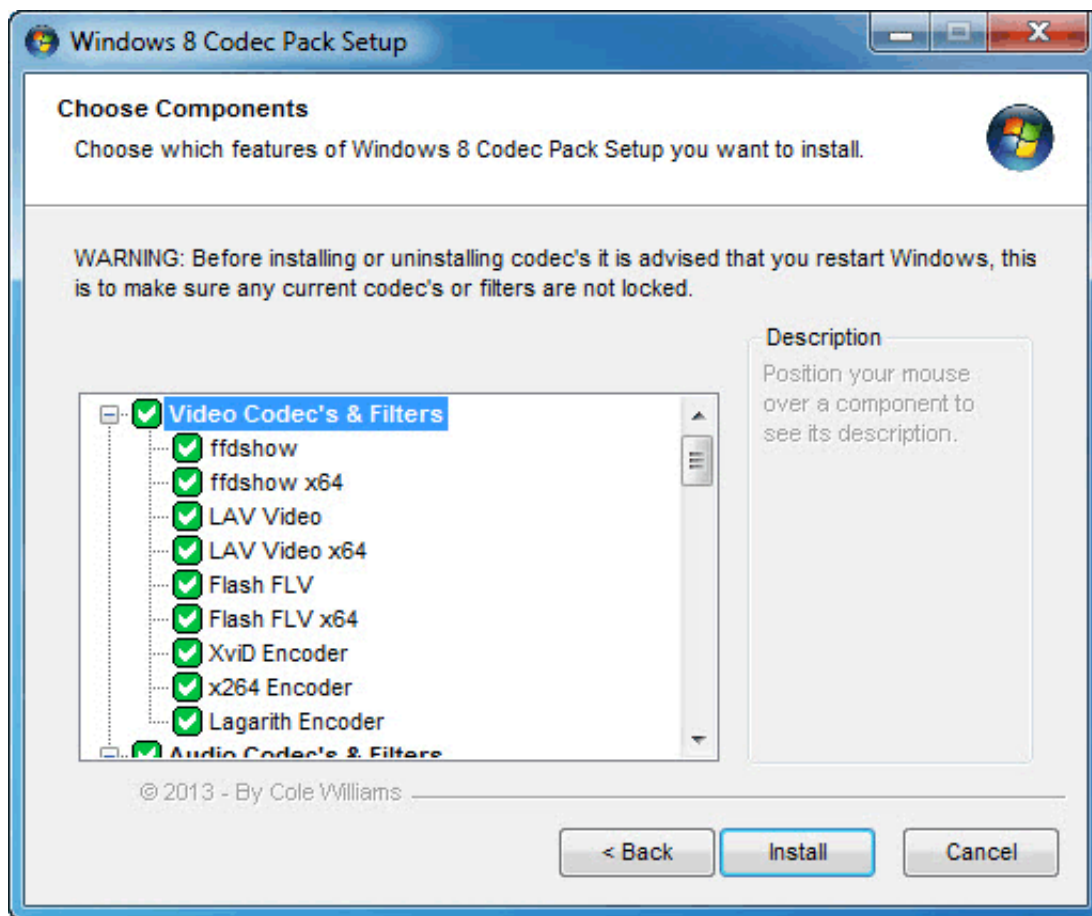 Windows 8 Codec Pack Setup
Choose Components
Choose which features of Windows 8 Codec Pack Setup you want to install.
WARNING: Before installing or uninstalling codec's it is advised that you restart Windows, this
is to make sure any current codec's or filters are not locked.
Description
Position your mouse
over a component to
see its description.
Video Codec's & Filters
ffdshow
ffdshow x64
LAV Video
LAV Video x64
Flash FLV
Flash FLV x64
XviD Encoder
x264 Encoder
Lagarith Encoder
Audio Codec's & Filters
© 2013 - By Cole Williams
< Back
Install
Cancel